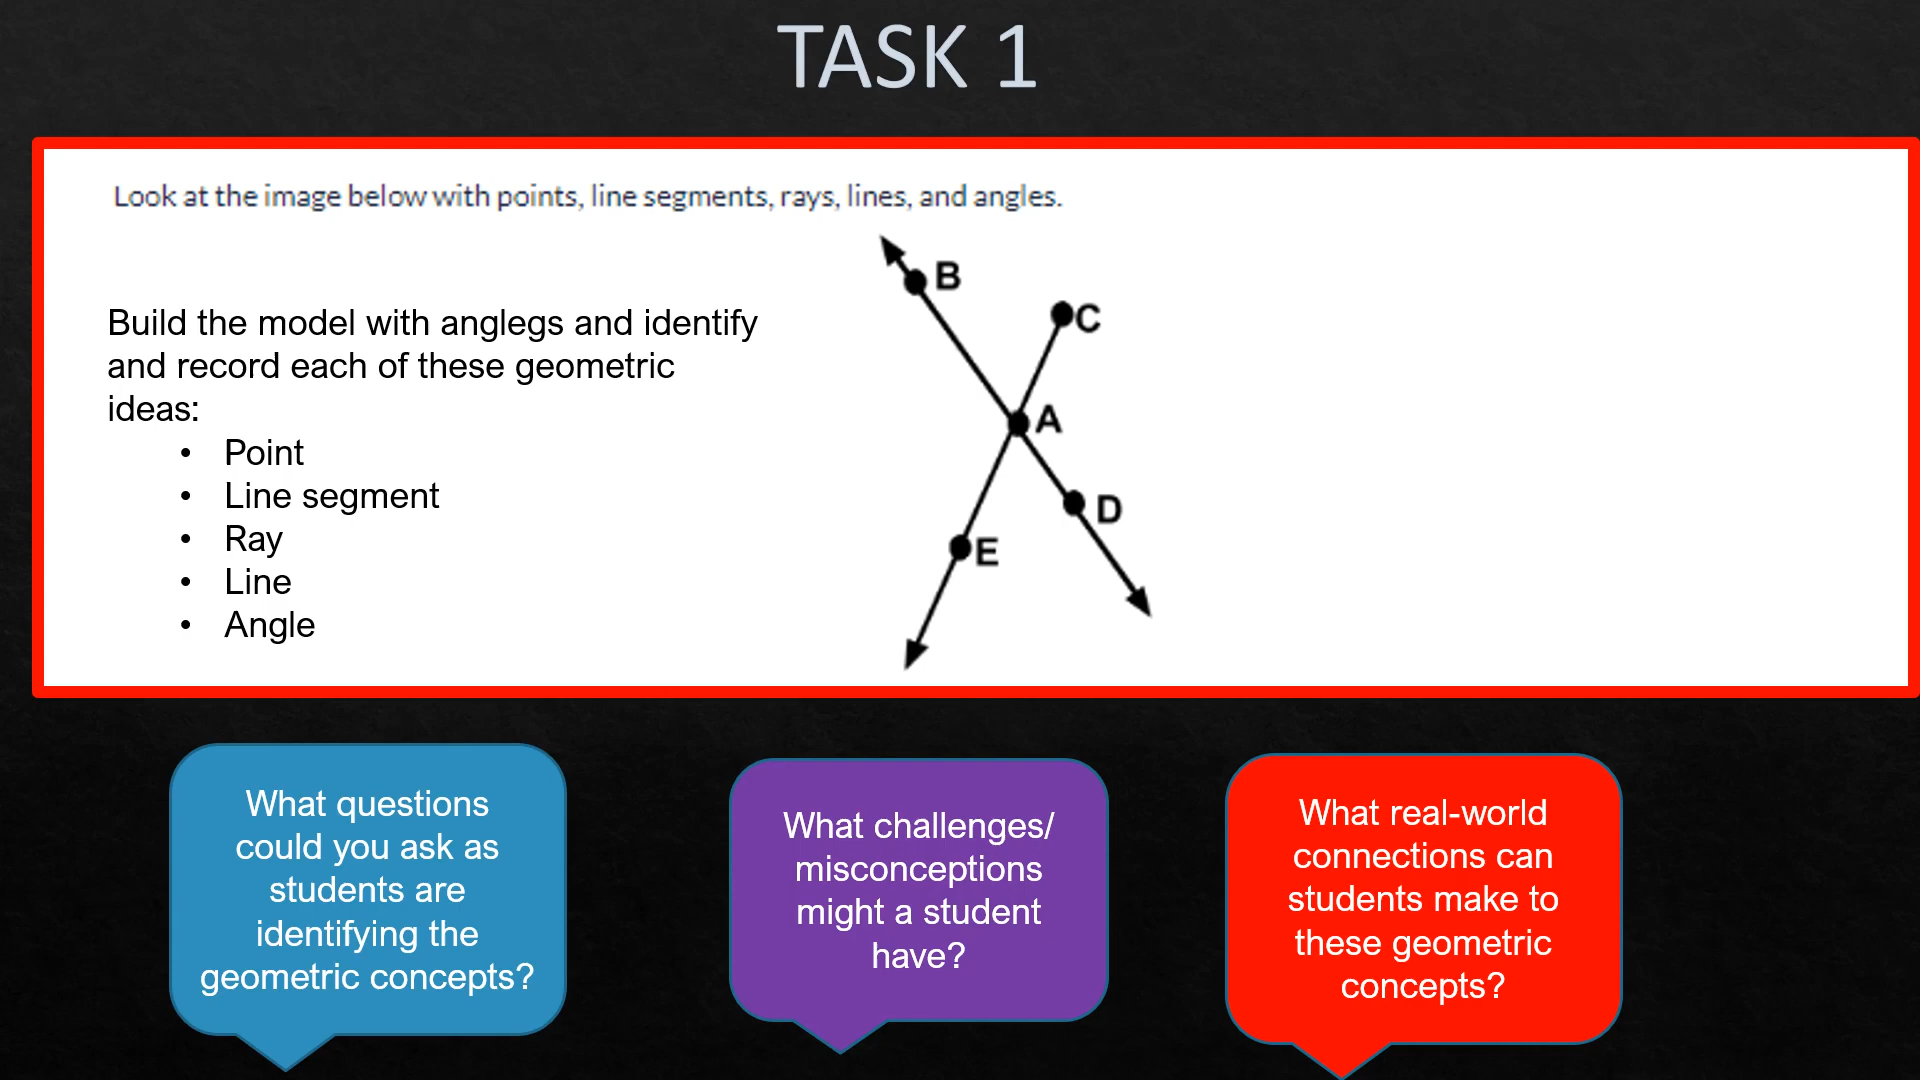 TASK 1
Look at the image below with points, line segments, rays, lines, and angles.
Build the model with anglegs and identify
and record each of these geometric
ideas:
• Point
• Line segment
• Ray
• Line
• Angle
B
C
A
D
E
What questions
could you ask as
students are
identifying the
geometric concepts?
What challenges/
misconceptions
might a student
have?
What real-world
connections can
students make to
these geometric
concepts?